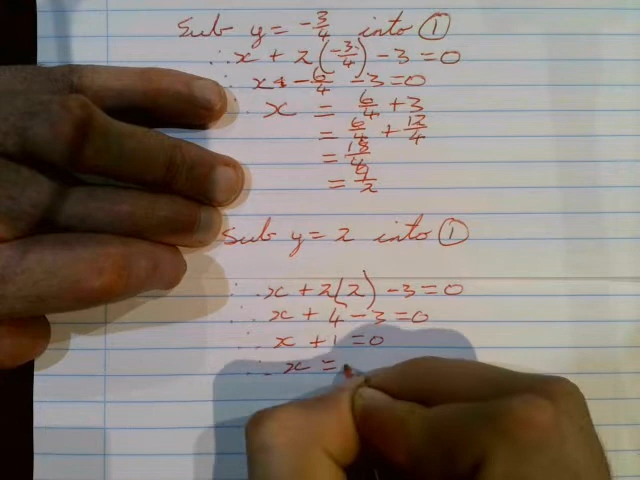 Sub y = -3/4 into ①
∴ x + 2(-3/4) - 3 = 0
∴ x + -6/4 - 3 = 0
x = 6/4 + 3
= 6/4 + 12/4
= 18/4
= 9/2
Sub y = 2 into ①
∴ x + 2(2) - 3 = 0
∴ x + 4 - 3 = 0
∴ x + 1 = 0
∴ x =